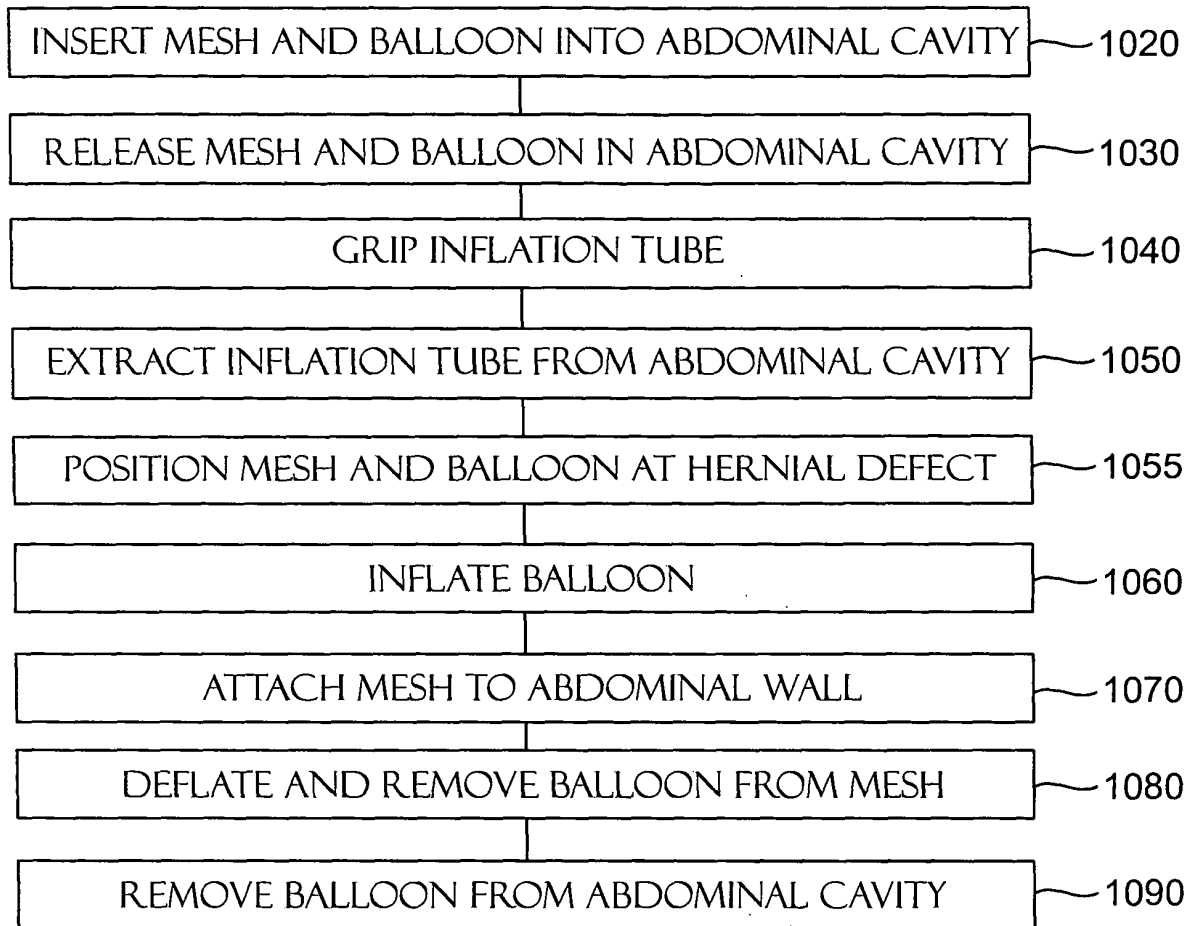 INSERT MESH AND BALLOON INTO ABDOMINAL CAVITY 1020
RELEASE MESH AND BALLOON IN ABDOMINAL CAVITY 1030
GRIP INFLATION TUBE 1040
EXTRACT INFLATION TUBE FROM ABDOMINAL CAVITY 1050
POSITION MESH AND BALLOON AT HERNIAL DEFECT 1055
INFLATE BALLOON 1060
ATTACH MESH TO ABDOMINAL WALL 1070
DEFLATE AND REMOVE BALLOON FROM MESH 1080
REMOVE BALLOON FROM ABDOMINAL CAVITY 1090